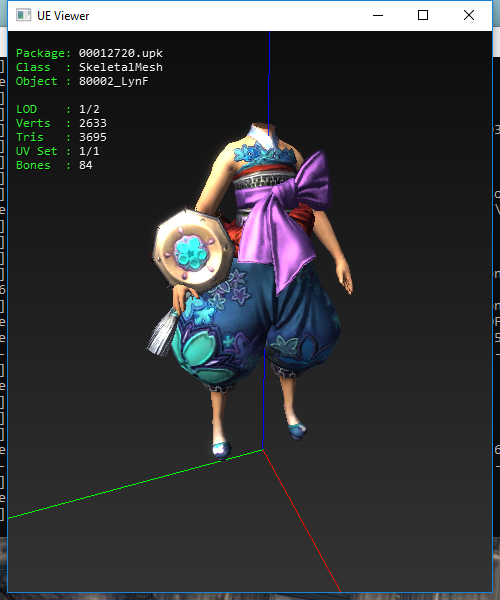 UE Viewer
Package: 00012720.upk
Class  : SkeletalMesh
Object : 80002_LynF
LOD    : 1/2
Verts  : 2633
Tris   : 3695
UV Set : 1/1
Bones  : 84